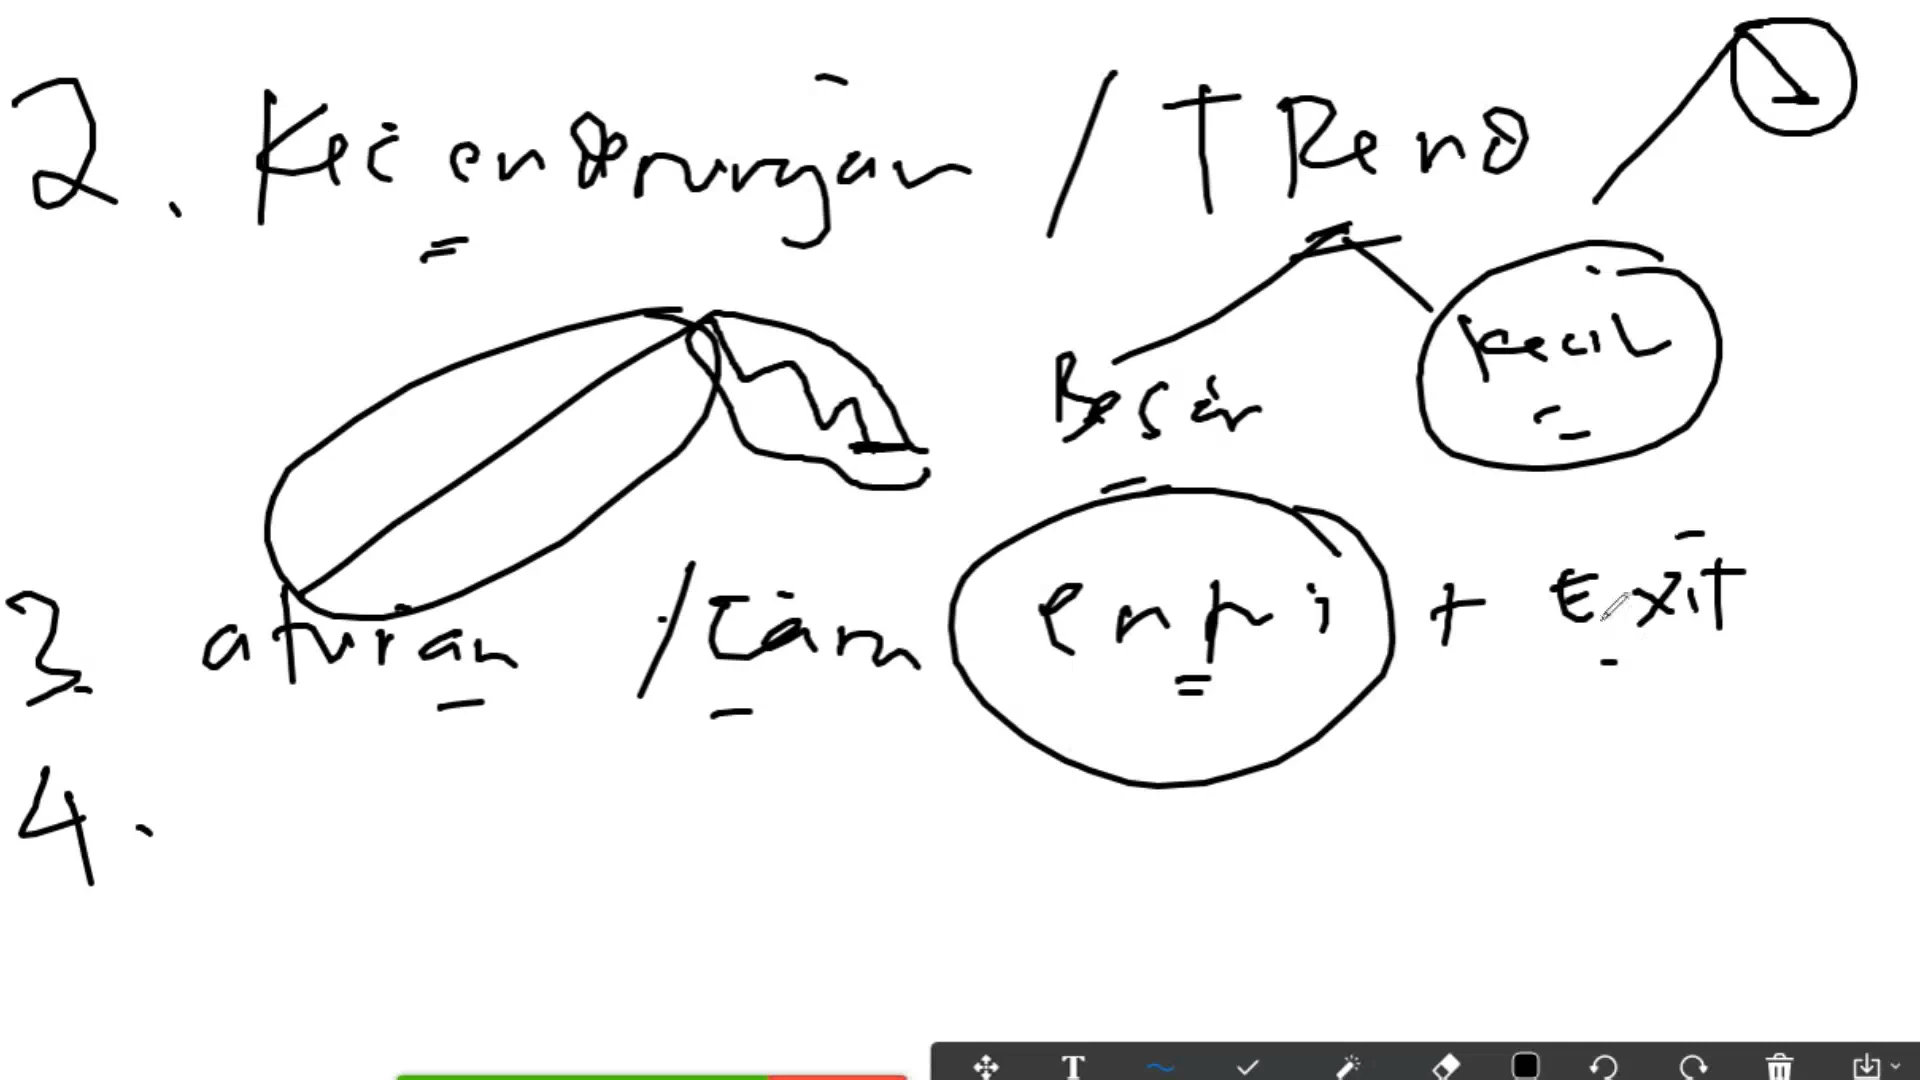 2. Kecenderungan / TRend
Besar kecil
3 aturan / Cara entri + Exit
4.